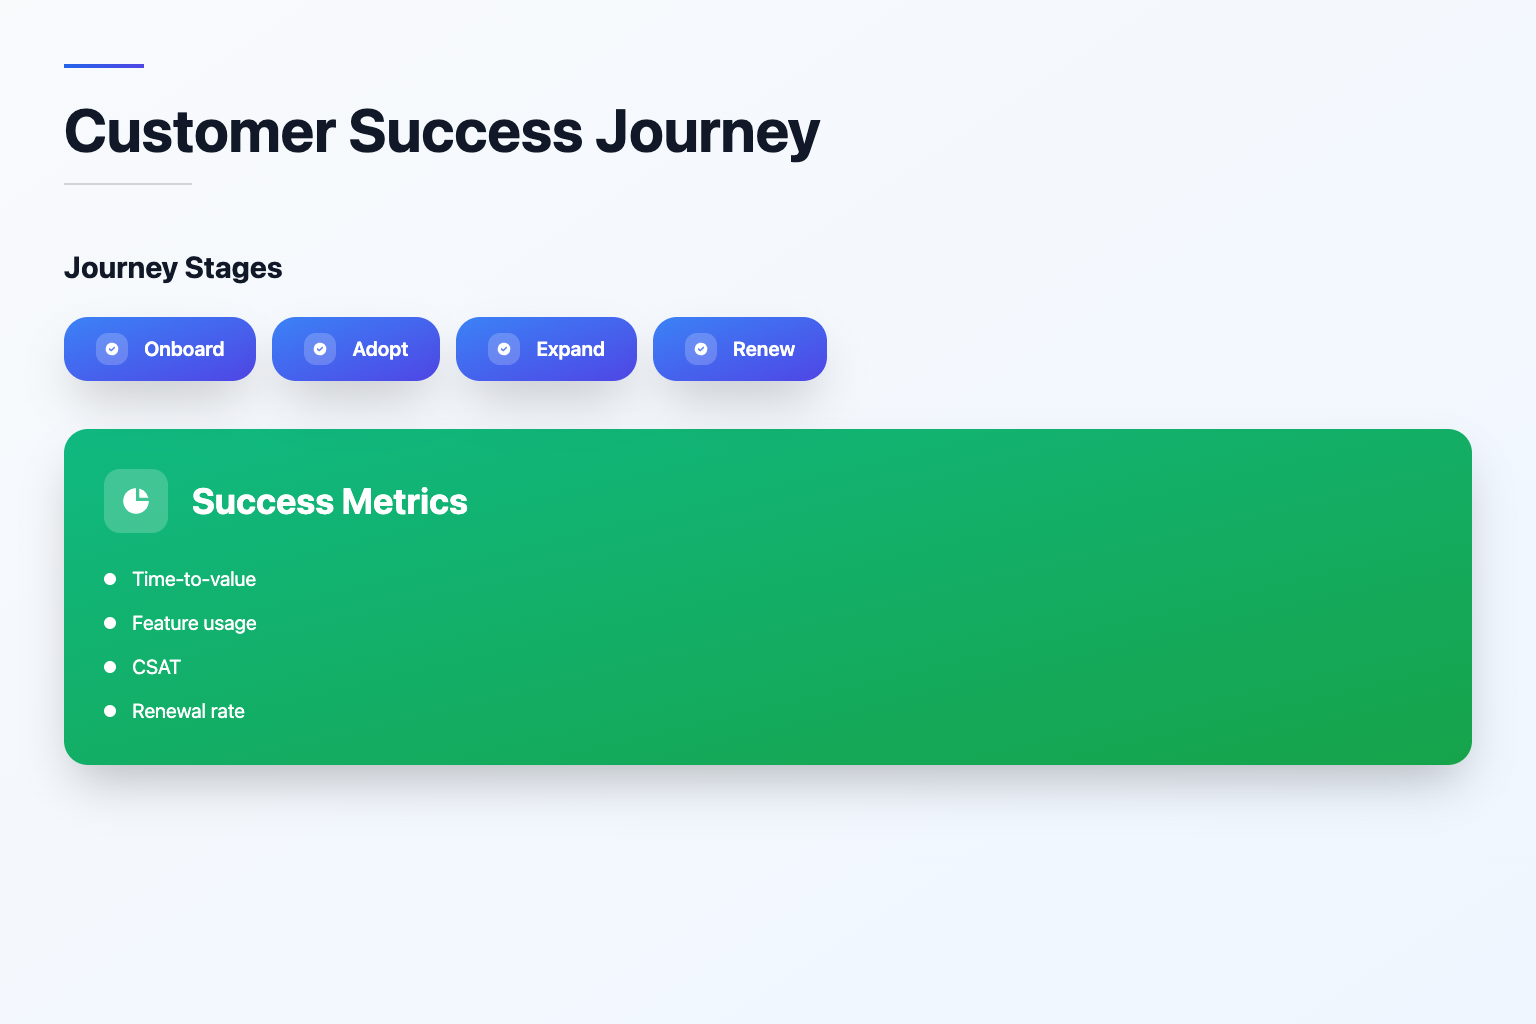 Customer Success Journey
Journey Stages
Onboard
Adopt
Expand
Renew
Success Metrics
Time-to-value
Feature usage
CSAT
Renewal rate